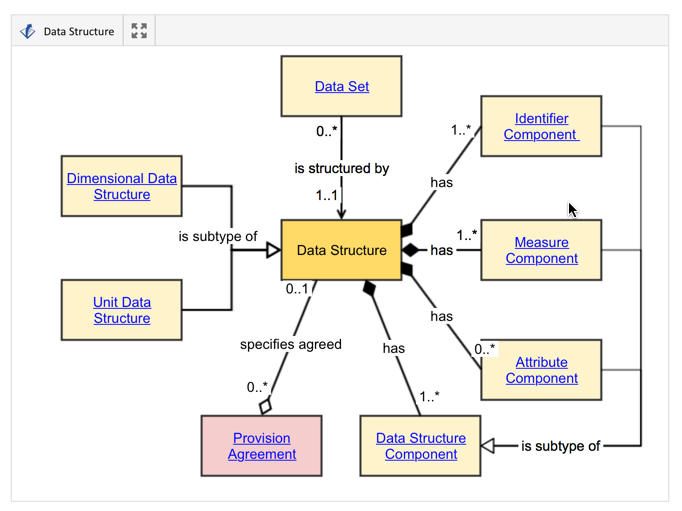 Data Structure
Data Set
0..*
is structured by
1..1
Identifier
Component
1..*
has
Dimensional Data
Structure
is subtype of
Data Structure
has
1..*
Measure
Component
Unit Data
Structure
0..1
has
specifies agreed
has
0..*
Attribute
Component
0..*
1..*
Provision
Agreement
Data Structure
Component
is subtype of